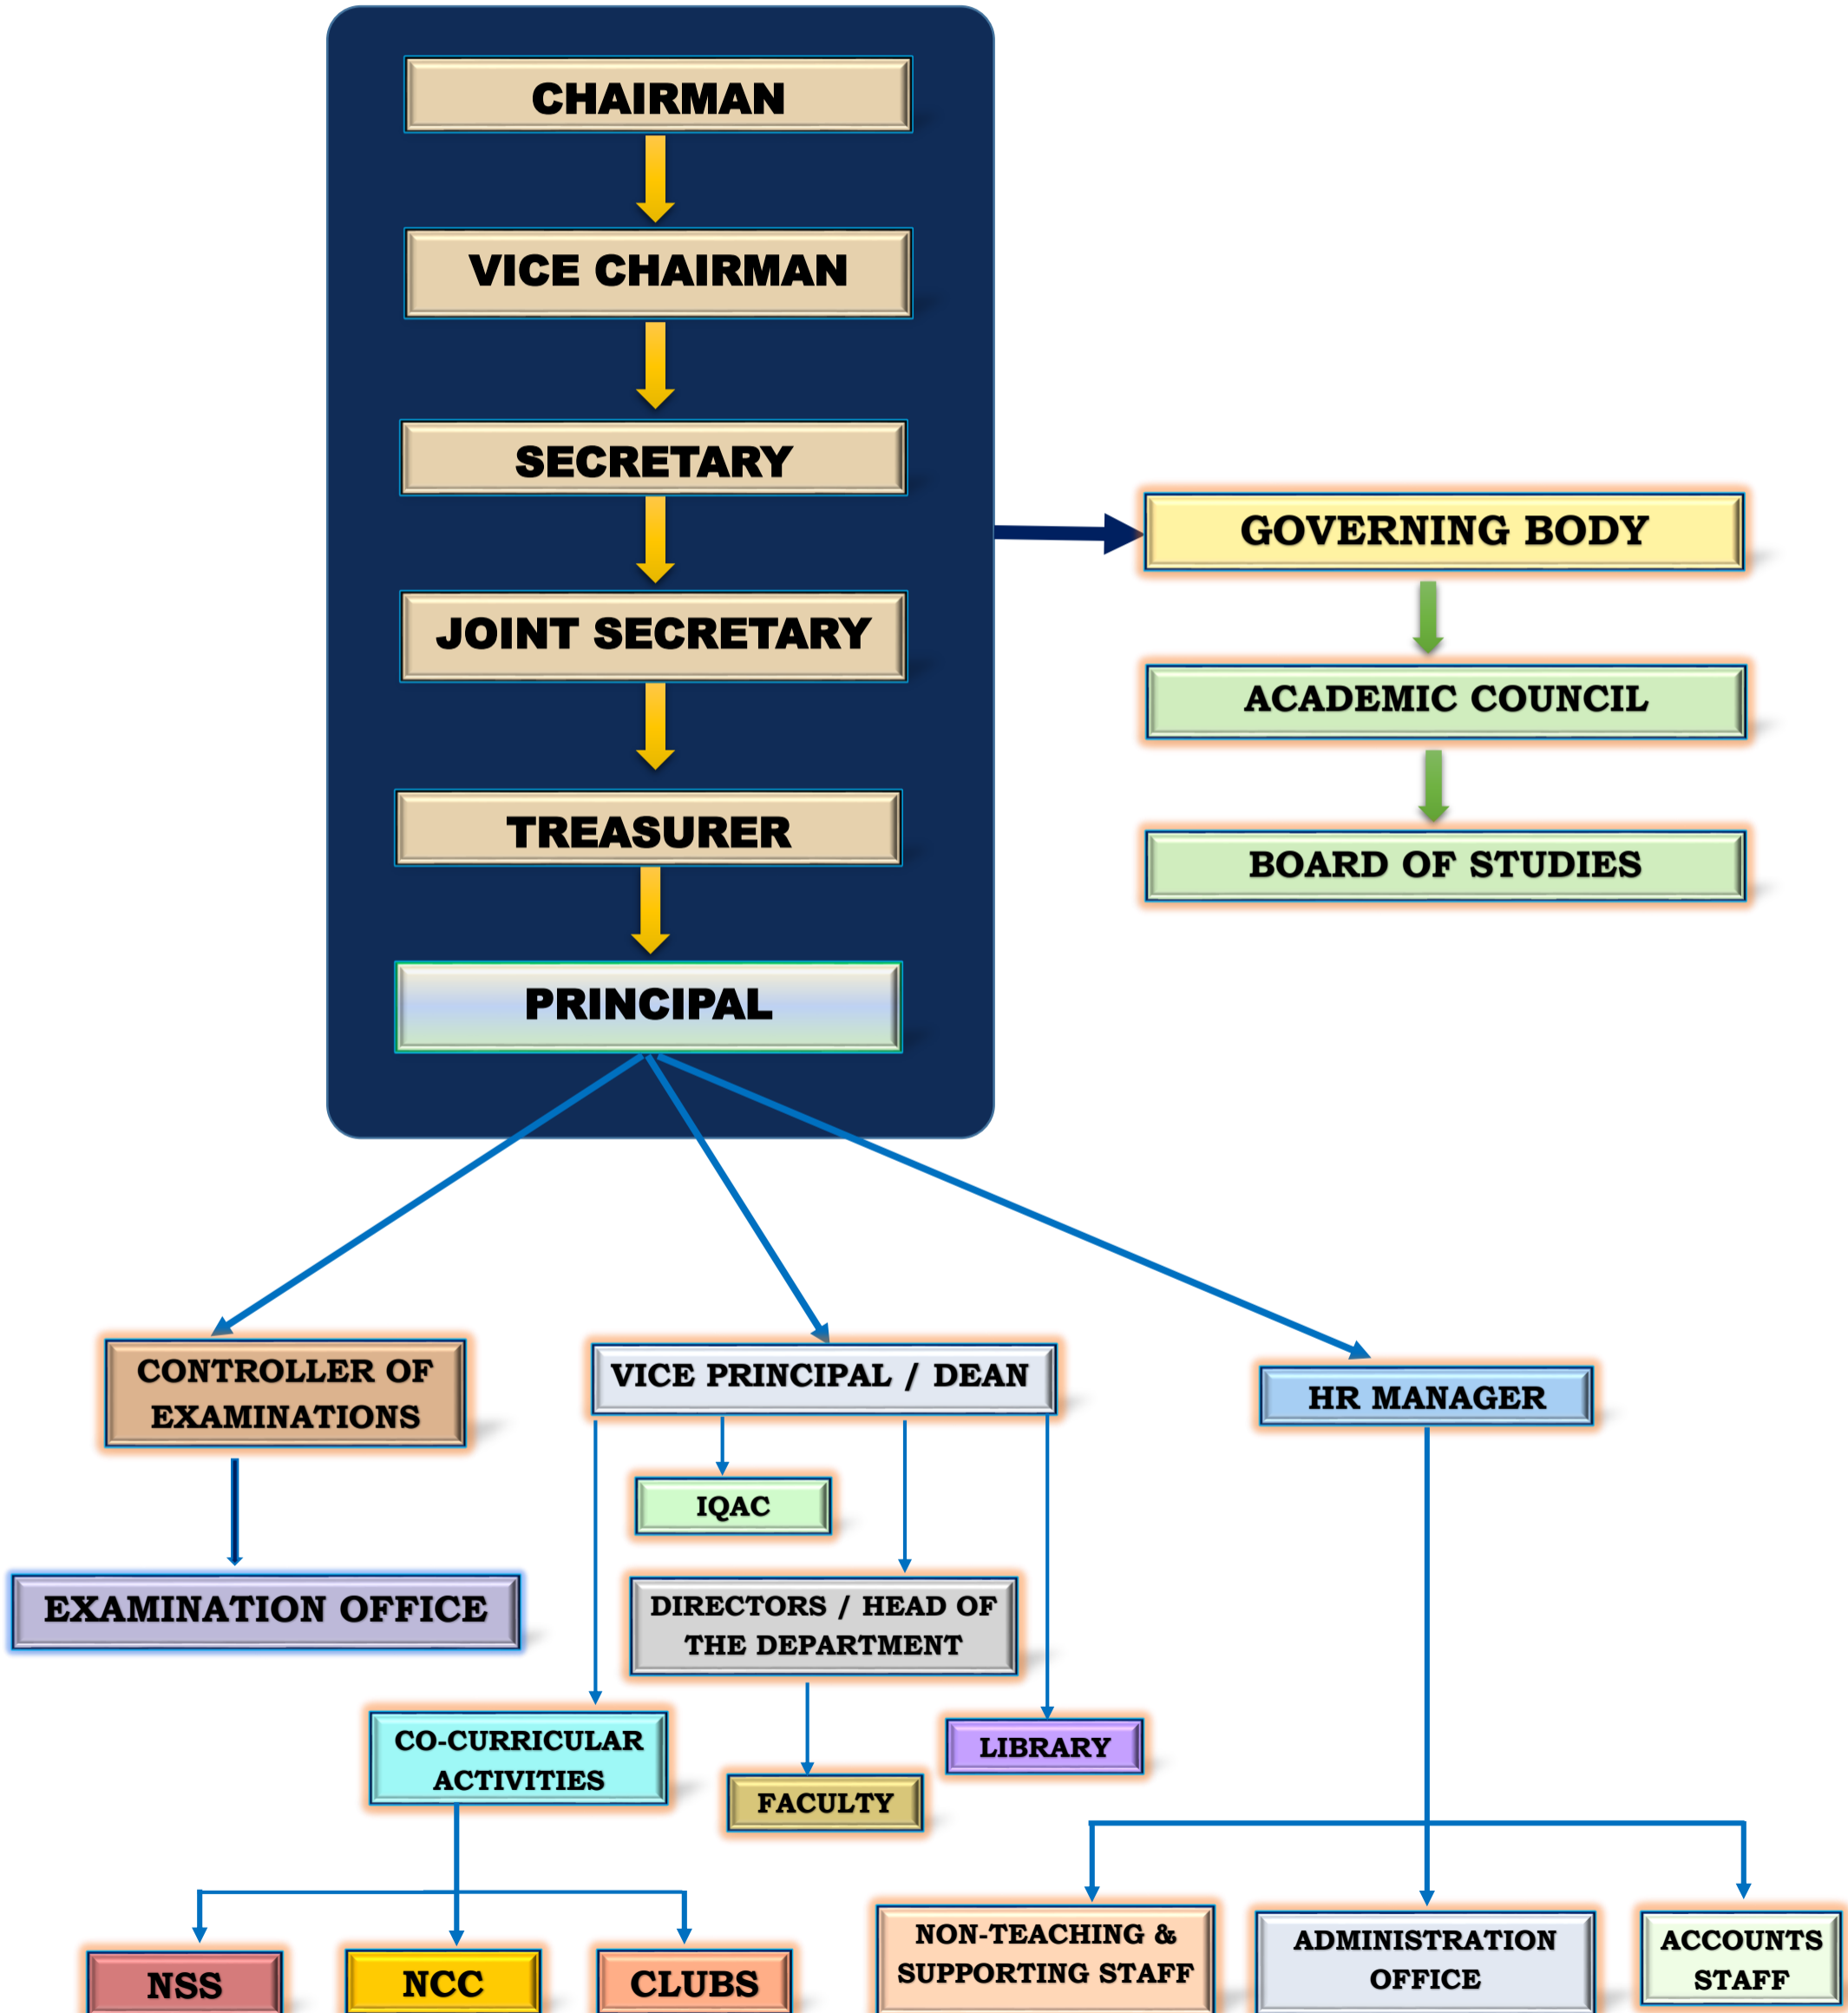 CHAIRMAN
VICE CHAIRMAN
SECRETARY
JOINT SECRETARY
TREASURER
PRINCIPAL
GOVERNING BODY
ACADEMIC COUNCIL
BOARD OF STUDIES
CONTROLLER OF
EXAMINATIONS
VICE PRINCIPAL / DEAN
HR MANAGER
IQAC
EXAMINATION OFFICE
DIRECTORS / HEAD OF
THE DEPARTMENT
CO-CURRICULAR
ACTIVITIES
LIBRARY
FACULTY
NSS
NCC
CLUBS
NON-TEACHING &
SUPPORTING STAFF
ADMINISTRATION
OFFICE
ACCOUNTS
STAFF